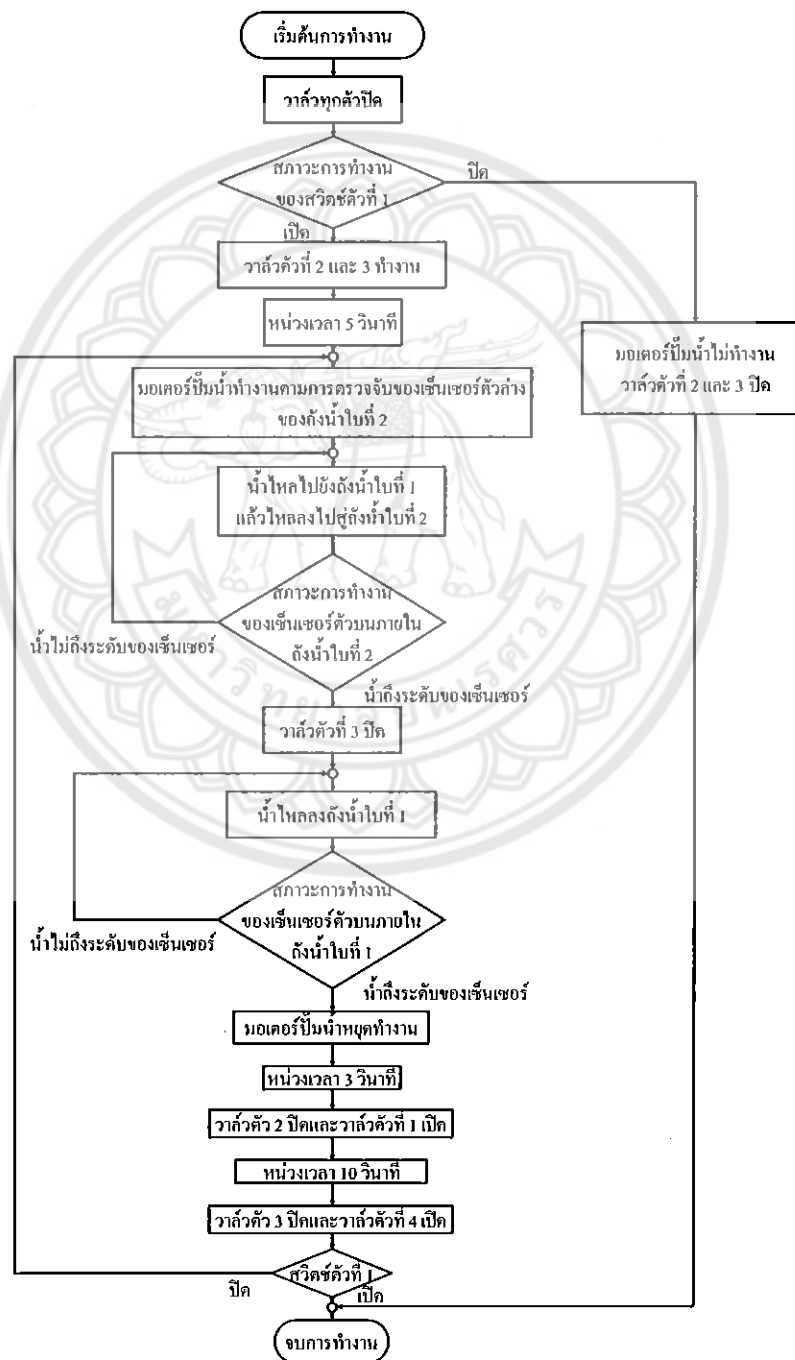 เริ่มต้นการทำงาน
วาล์วทุกตัวปิด
สภาวะการทำงาน
ของสวิตช์ตัวที่ 1
ปิด
เปิด
วาล์วตัวที่ 2 และ 3 ทำงาน
หน่วงเวลา 5 วินาที
มอเตอร์ปั๊มน้ำไม่ทำงาน
วาล์วตัวที่ 2 และ 3 ปิด
มอเตอร์ปั๊มน้ำทำงานตามการตรวจจับของเซ็นเซอร์ตัวล่าง
ของถังน้ำใบที่ 2
น้ำไหลไปยังถังน้ำใบที่ 1
แล้วไหลลงไปสู่ถังน้ำใบที่ 2
สภาวะการทำงาน
ของเซ็นเซอร์ตัวบนภายใน
ถังน้ำใบที่ 2
น้ำไม่ถึงระดับของเซ็นเซอร์
น้ำถึงระดับของเซ็นเซอร์
วาล์วตัวที่ 3 ปิด
น้ำไหลลงถังน้ำใบที่ 1
สภาวะการทำงาน
ของเซ็นเซอร์ตัวบนภายใน
ถังน้ำใบที่ 1
น้ำไม่ถึงระดับของเซ็นเซอร์
น้ำถึงระดับของเซ็นเซอร์
มอเตอร์ปั๊มน้ำหยุดทำงาน
หน่วงเวลา 3 วินาที
วาล์วตัว 2 ปิดและวาล์วตัวที่ 1 เปิด
หน่วงเวลา 10 วินาที
วาล์วตัว 3 ปิดและวาล์วตัวที่ 4 เปิด
สวิตช์ตัวที่ 1
ปิด
เปิด
จบการทำงาน